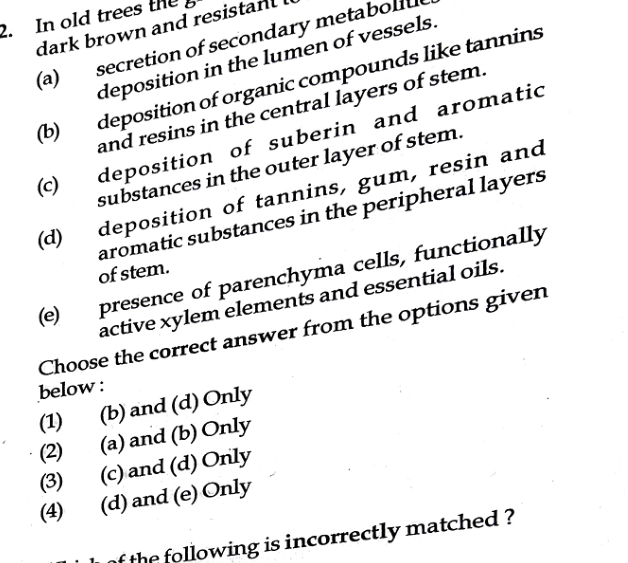 2. In old trees the
dark brown and resistant
(a) secretion of secondary
deposition in the lumen of vessels.
(b) deposition of organic compounds like tannins
and resins in the central layers of stem.
(c) deposition of suberin and aromatic
substances in the outer layer of stem.
(d) deposition of tannins, gum, resin and
aromatic substances in the peripheral layers
of stem.
(e) presence of parenchyma cells, functionally
active xylem elements and essential oils.
Choose the correct answer from the options given
below :
(1) (b) and (d) Only
(2) (a) and (b) Only
(3) (c) and (d) Only
(4) (d) and (e) Only
of the following is incorrectly matched ?